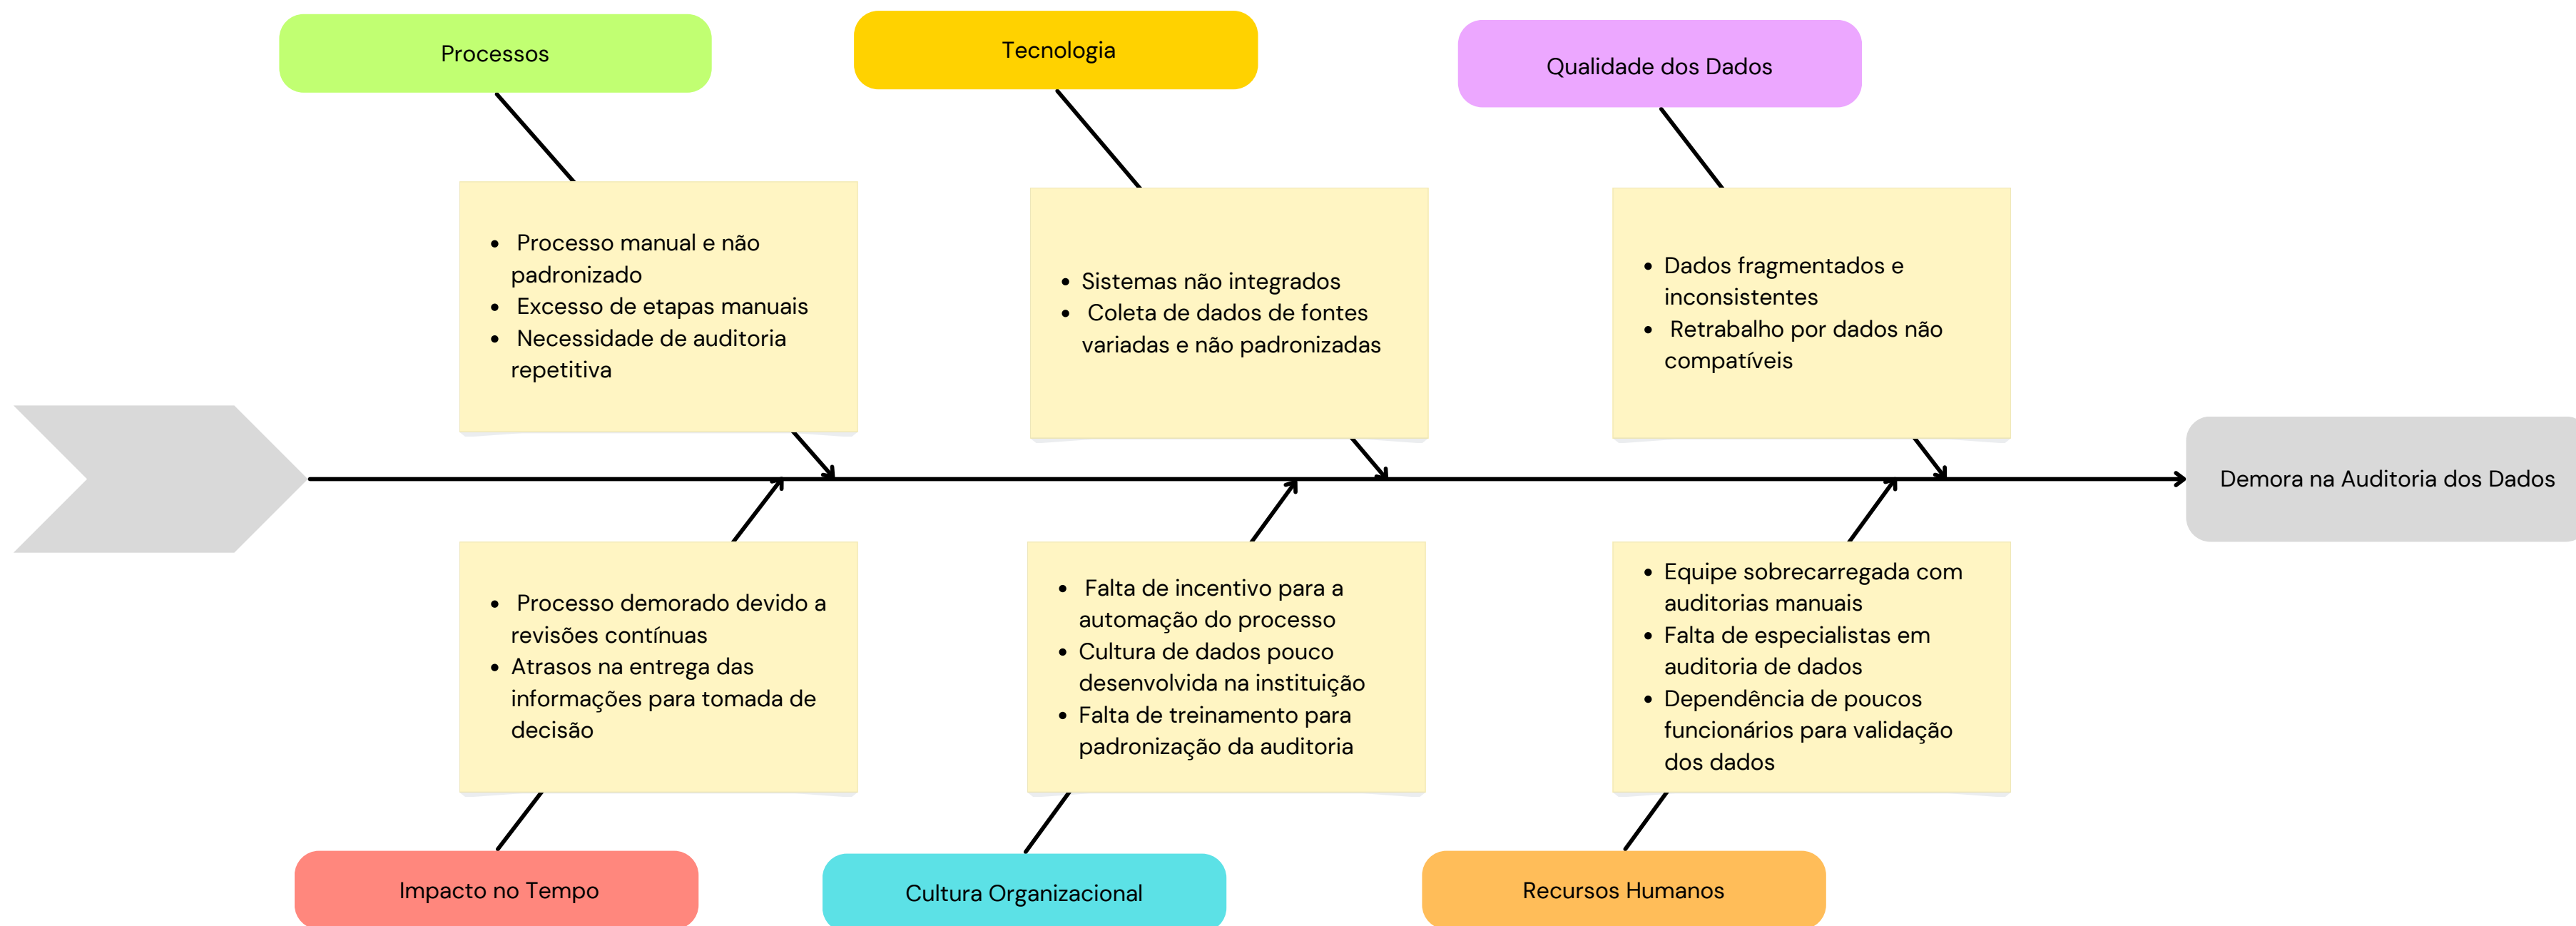 Processos
Tecnologia
Qualidade dos Dados
• Processo manual e não
padronizado
• Excesso de etapas manuais
• Necessidade de auditoria
repetitiva
• Sistemas não integrados
• Coleta de dados de fontes
variadas e não padronizadas
• Dados fragmentados e
inconsistentes
• Retrabalho por dados não
compatíveis
Demora na Auditoria dos Dados
• Processo demorado devido a
revisões contínuas
• Atrasos na entrega das
informações para tomada de
decisão
• Falta de incentivo para a
automação do processo
• Cultura de dados pouco
desenvolvida na instituição
• Falta de treinamento para
padronização da auditoria
• Equipe sobrecarregada com
auditorias manuais
• Falta de especialistas em
auditoria de dados
• Dependência de poucos
funcionários para validação
dos dados
Impacto no Tempo
Cultura Organizacional
Recursos Humanos